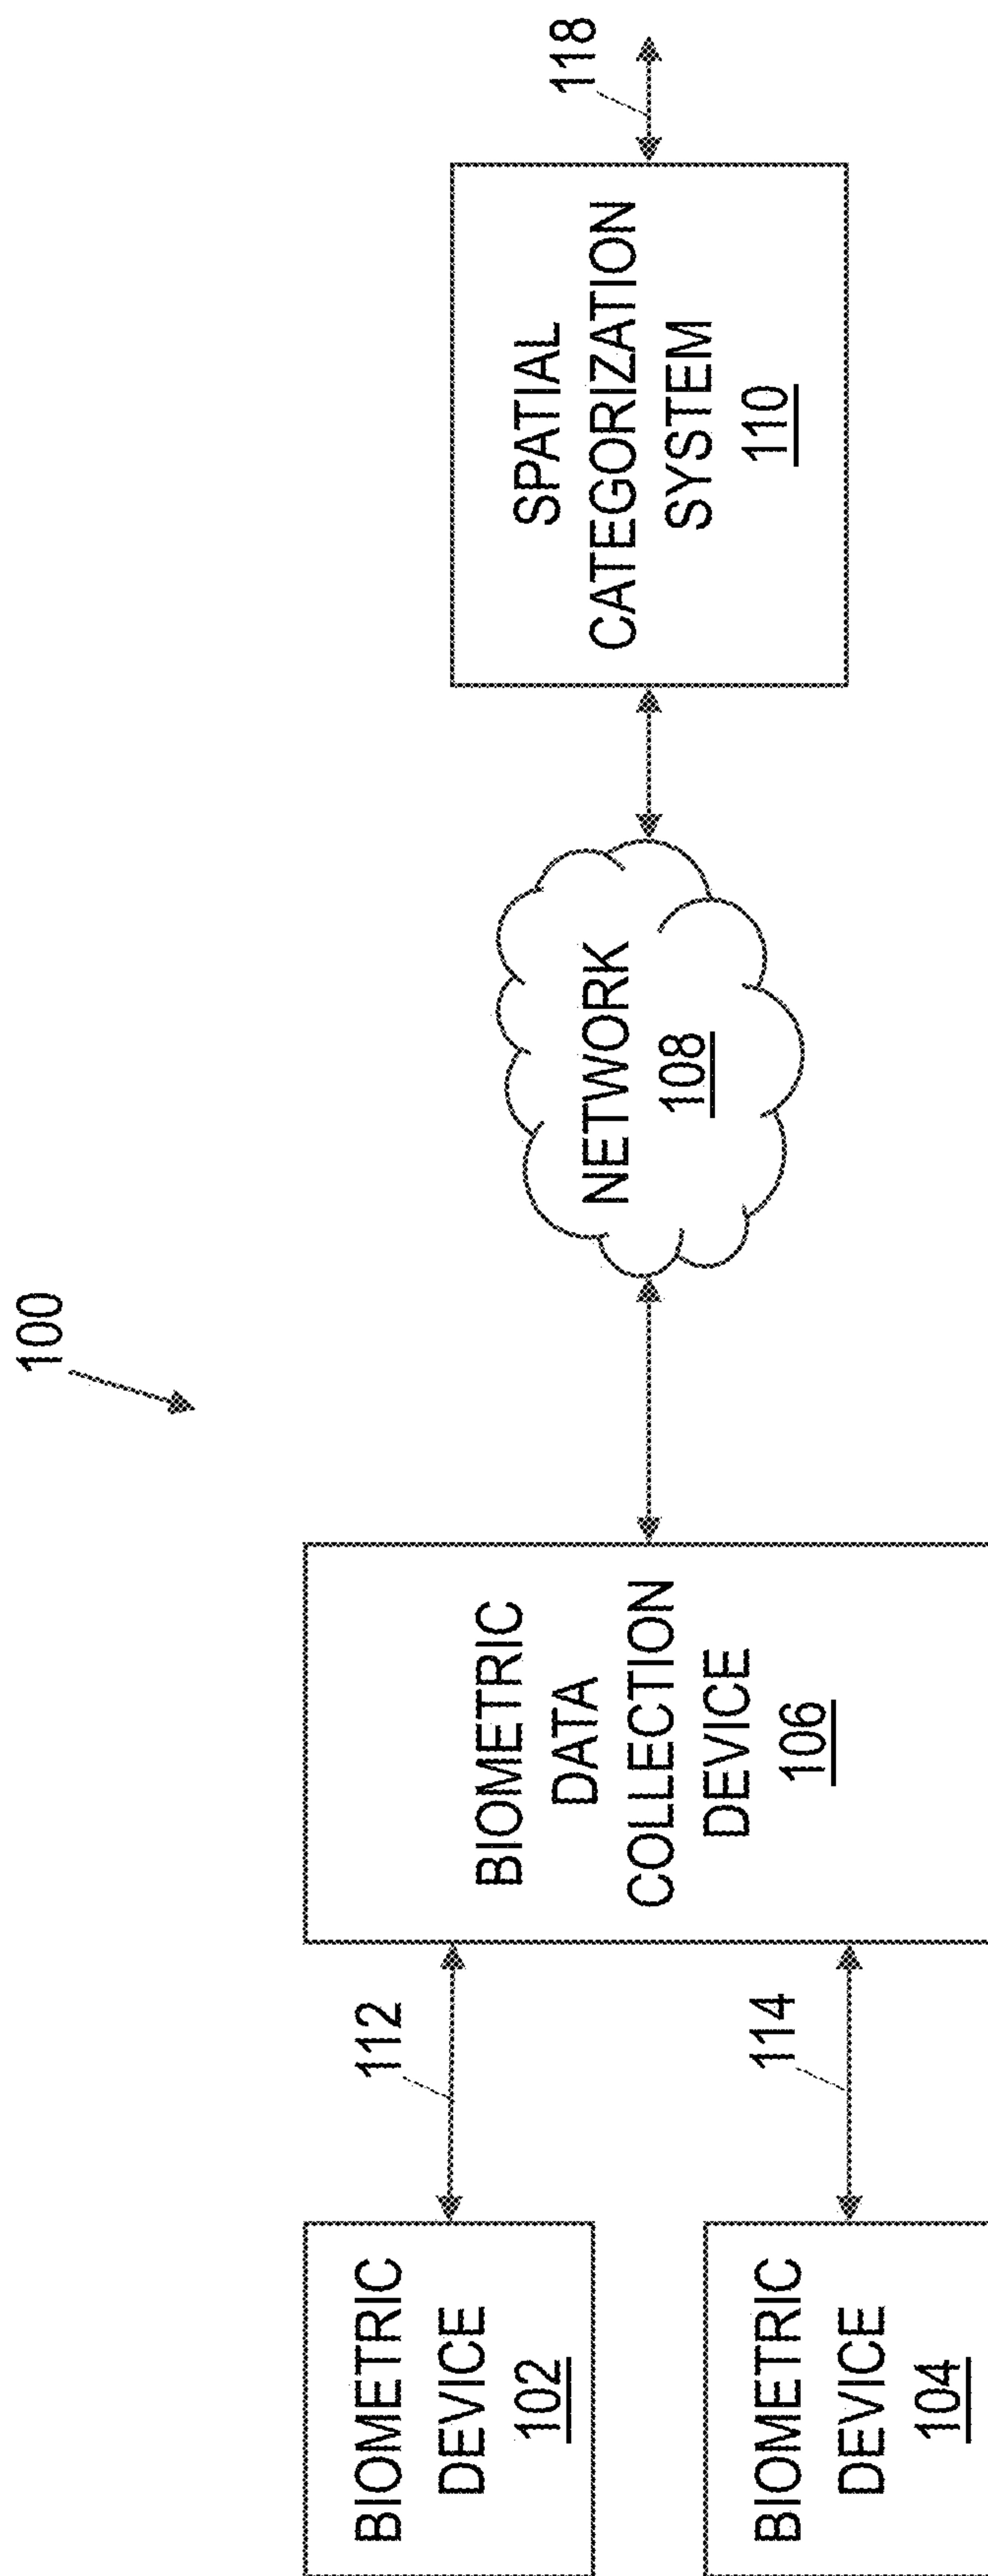 100
BIOMETRIC
DEVICE
102
112
BIOMETRIC
DEVICE
104
114
BIOMETRIC
DATA
COLLECTION
DEVICE
106
NETWORK
108
SPATIAL
CATEGORIZATION
SYSTEM
110
118